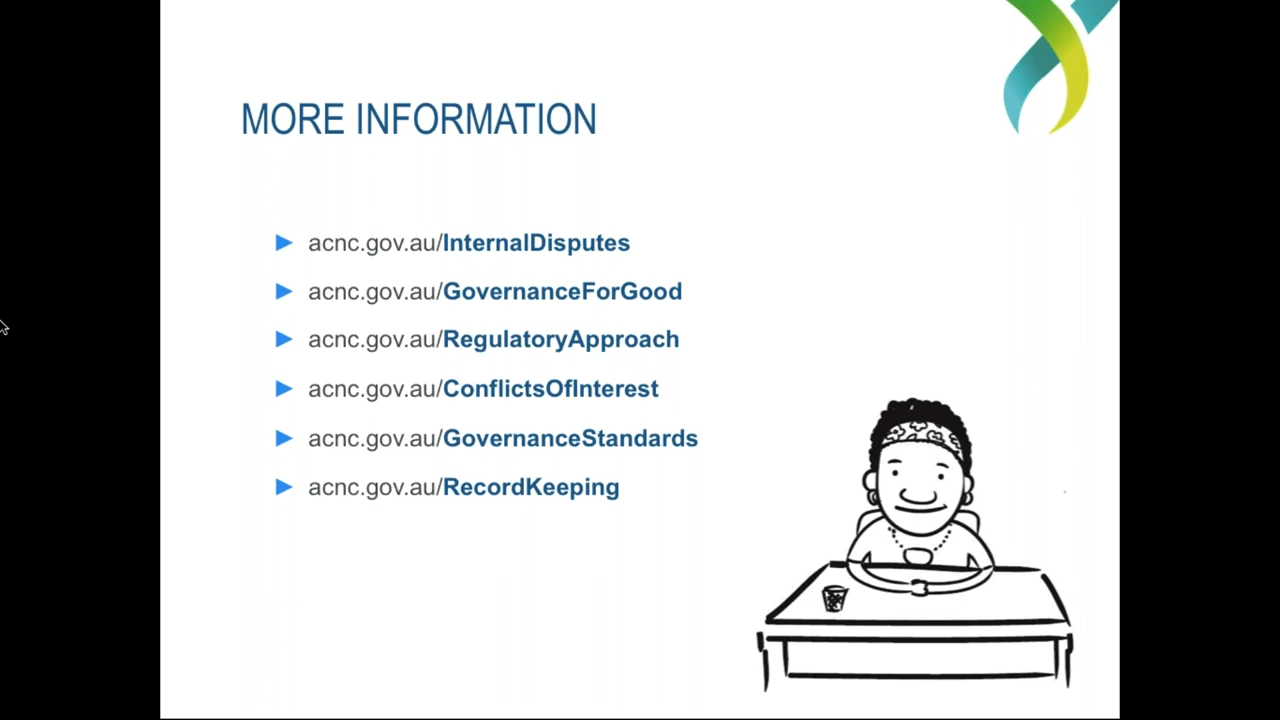 MORE INFORMATION
► acnc.gov.au/InternalDisputes
► acnc.gov.au/GovernanceForGood
► acnc.gov.au/RegulatoryApproach
► acnc.gov.au/ConflictsOfInterest
► acnc.gov.au/GovernanceStandards
► acnc.gov.au/RecordKeeping